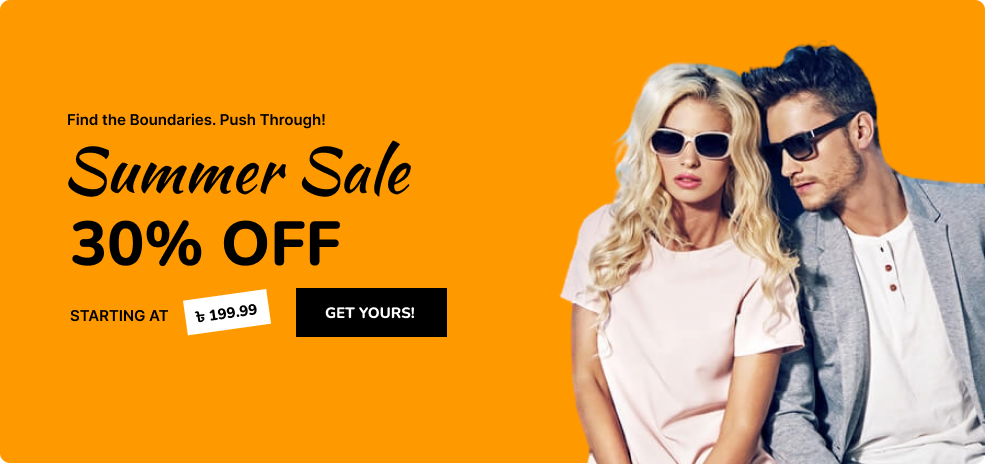 Find the Boundaries. Push Through!
Summer Sale
30% OFF
STARTING AT ৳ 199.99 GET YOURS!